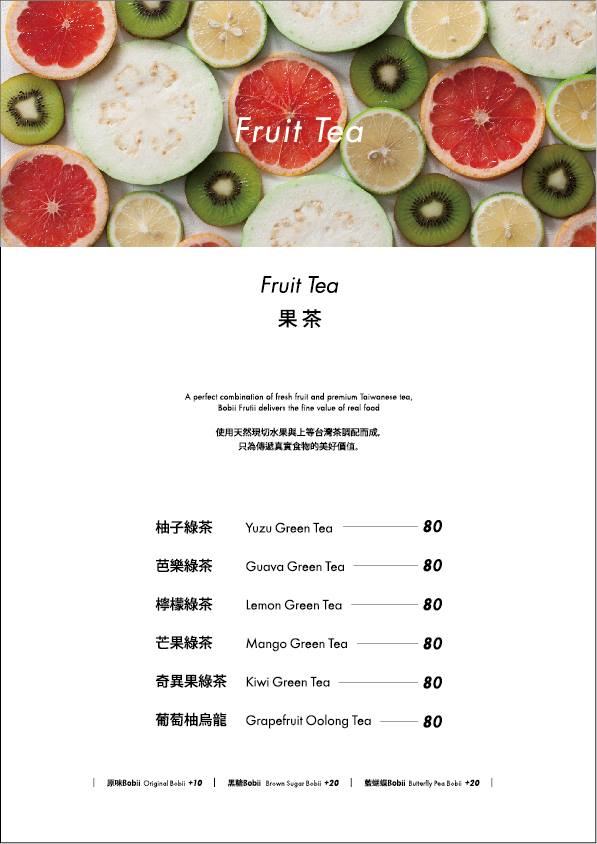 Fruit Tea
Fruit Tea
果茶
A perfect combination of fresh fruit and premium Taiwanese tea,
Bobii Frutii delivers the fine value of real food
使用天然現切水果與上等台灣茶調配而成,
只為傳遞真實食物的美好價值。
柚子綠茶 Yuzu Green Tea 80
芭樂綠茶 Guava Green Tea 80
檸檬綠茶 Lemon Green Tea 80
芒果綠茶 Mango Green Tea 80
奇異果綠茶 Kiwi Green Tea 80
葡萄柚烏龍 Grapefruit Oolong Tea 80
| 原味Bobii Original Bobii +10 | 黑糖Bobii Brown Sugar Bobii +20 | 藍蝴蝶Bobii Butterfly Pea Bobii +20 |